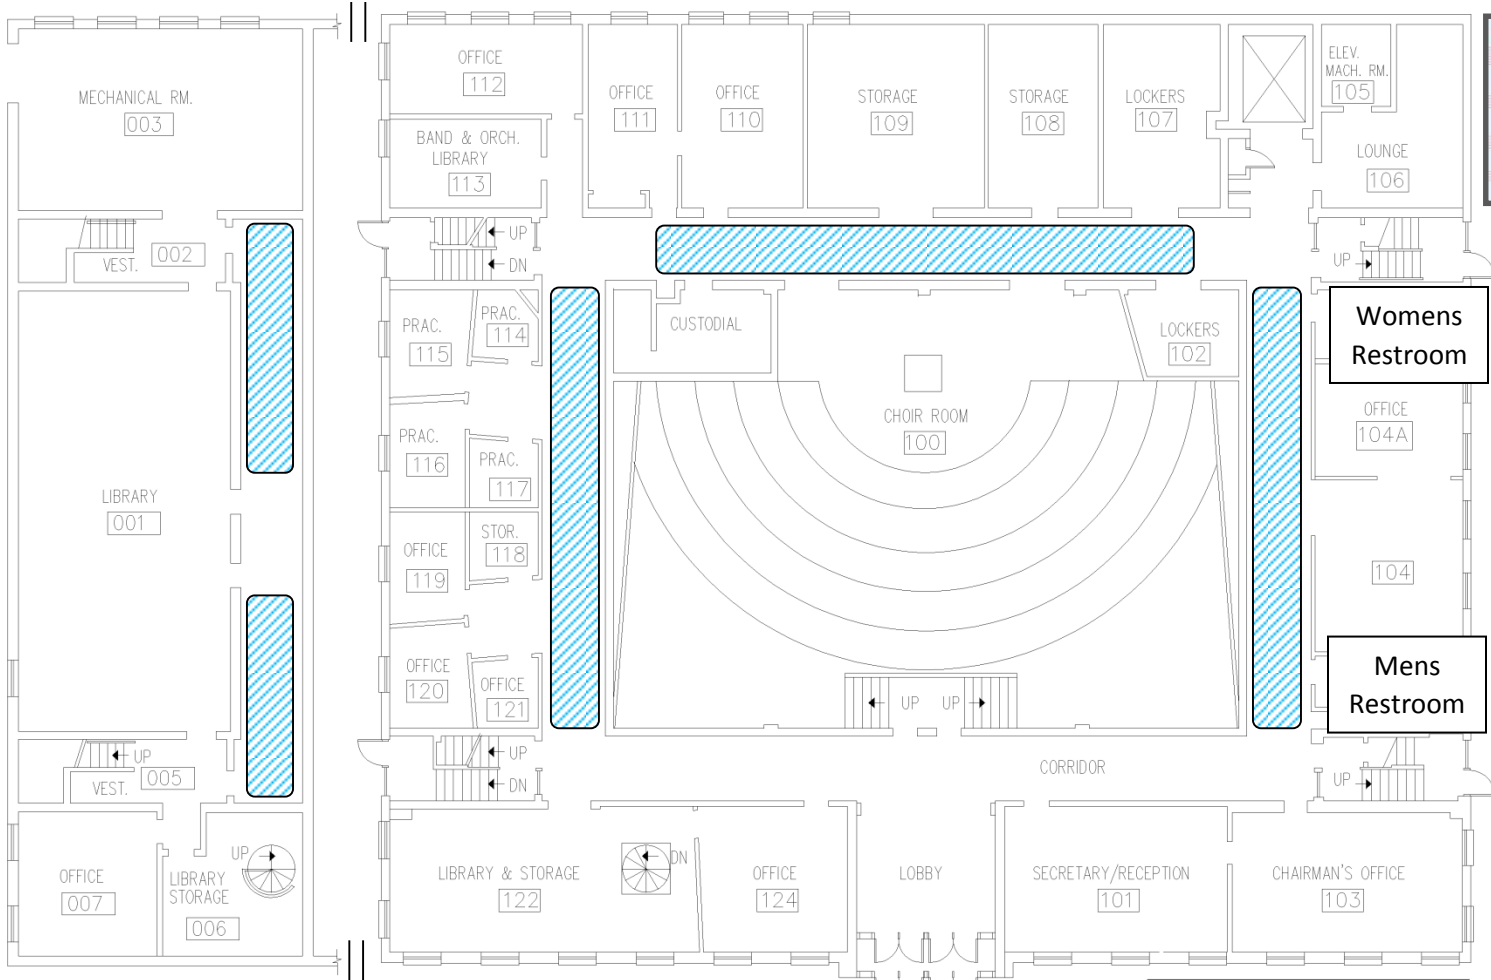 MECHANICAL RM.
003
VEST.
002
LIBRARY
001
UP
VEST.
005
OFFICE
007
UP
LIBRARY
STORAGE
006
OFFICE
112
BAND & ORCH.
LIBRARY
113
OFFICE
111
OFFICE
110
STORAGE
109
STORAGE
108
LOCKERS
107
ELEV.
MACH. RM.
105
LOUNGE
106
UP
DN
UP
PRAC.
115
PRAC.
114
CUSTODIAL
LOCKERS
102
Womens
Restroom
CHOIR ROOM
100
OFFICE
104A
PRAC.
116
PRAC.
117
OFFICE
119
STOR.
118
104
OFFICE
120
OFFICE
121
UP
UP
Mens
Restroom
UP
DN
CORRIDOR
UP
LIBRARY & STORAGE
122
DN
OFFICE
124
LOBBY
SECRETARY/RECEPTION
101
CHAIRMAN'S OFFICE
103